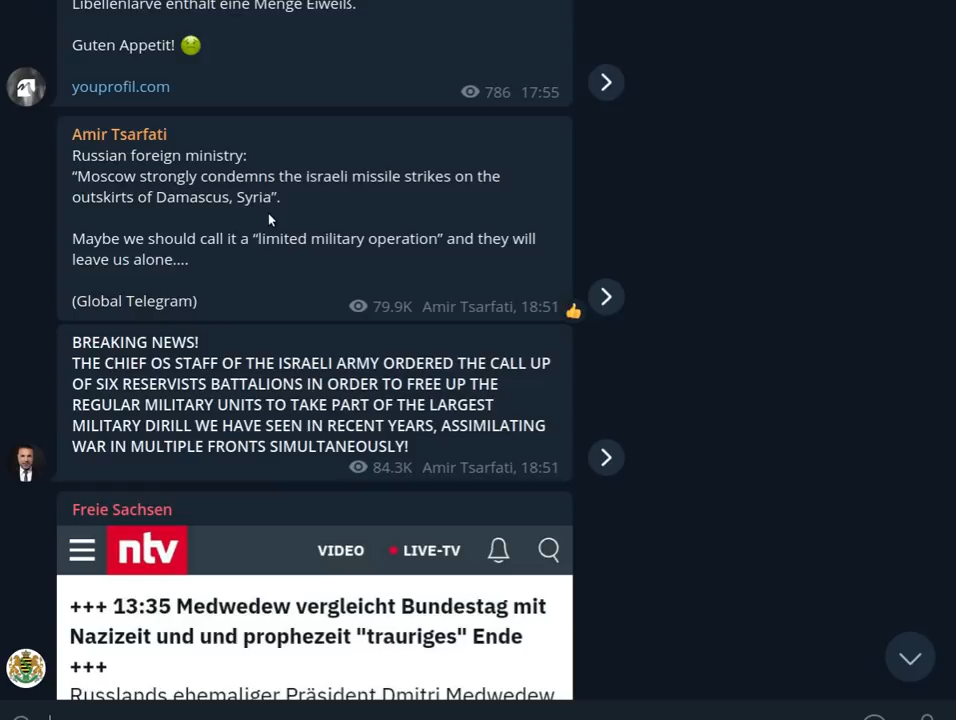 Libellenlarve enthält eine Menge Eiweiß.
Guten Appetit! 🤢
youprofil.com
786 17:55
Amir Tsarfati
Russian foreign ministry:
“Moscow strongly condemns the israeli missile strikes on the
outskirts of Damascus, Syria”.
Maybe we should call it a “limited military operation” and they will
leave us alone....
(Global Telegram)
79.9K Amir Tsarfati, 18:51 👍
BREAKING NEWS!
THE CHIEF OS STAFF OF THE ISRAELI ARMY ORDERED THE CALL UP
OF SIX RESERVISTS BATTALIONS IN ORDER TO FREE UP THE
REGULAR MILITARY UNITS TO TAKE PART OF THE LARGEST
MILITARY DIRILL WE HAVE SEEN IN RECENT YEARS, ASSIMILATING
WAR IN MULTIPLE FRONTS SIMULTANEOUSLY!
84.3K Amir Tsarfati, 18:51
Freie Sachsen
ntv VIDEO LIVE-TV
+++ 13:35 Medwedew vergleicht Bundestag mit
Nazizeit und und prophezeit "trauriges" Ende
+++
Russlands ehemaliger Präsident Dmitri Medwedew